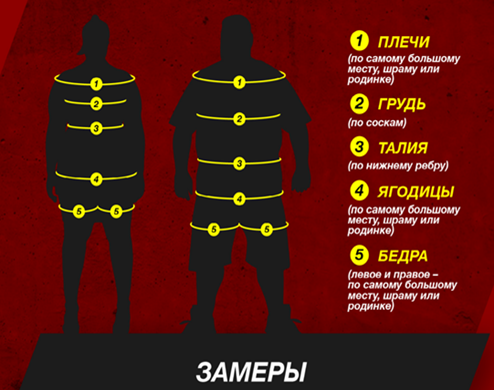 1 ПЛЕЧИ
(по самому большому
месту, шраму или
родинке)
2 ГРУДЬ
(по соскам)
3 ТАЛИЯ
(по нижнему ребру)
4 ЯГОДИЦЫ
(по самому большому
месту, шраму или
родинке)
5 БЕДРА
(левое и правое –
по самому большому
месту, шраму или
родинке)
1
2
3
4
5 5
1
2
3
4
5 5
ЗАМЕРЫ